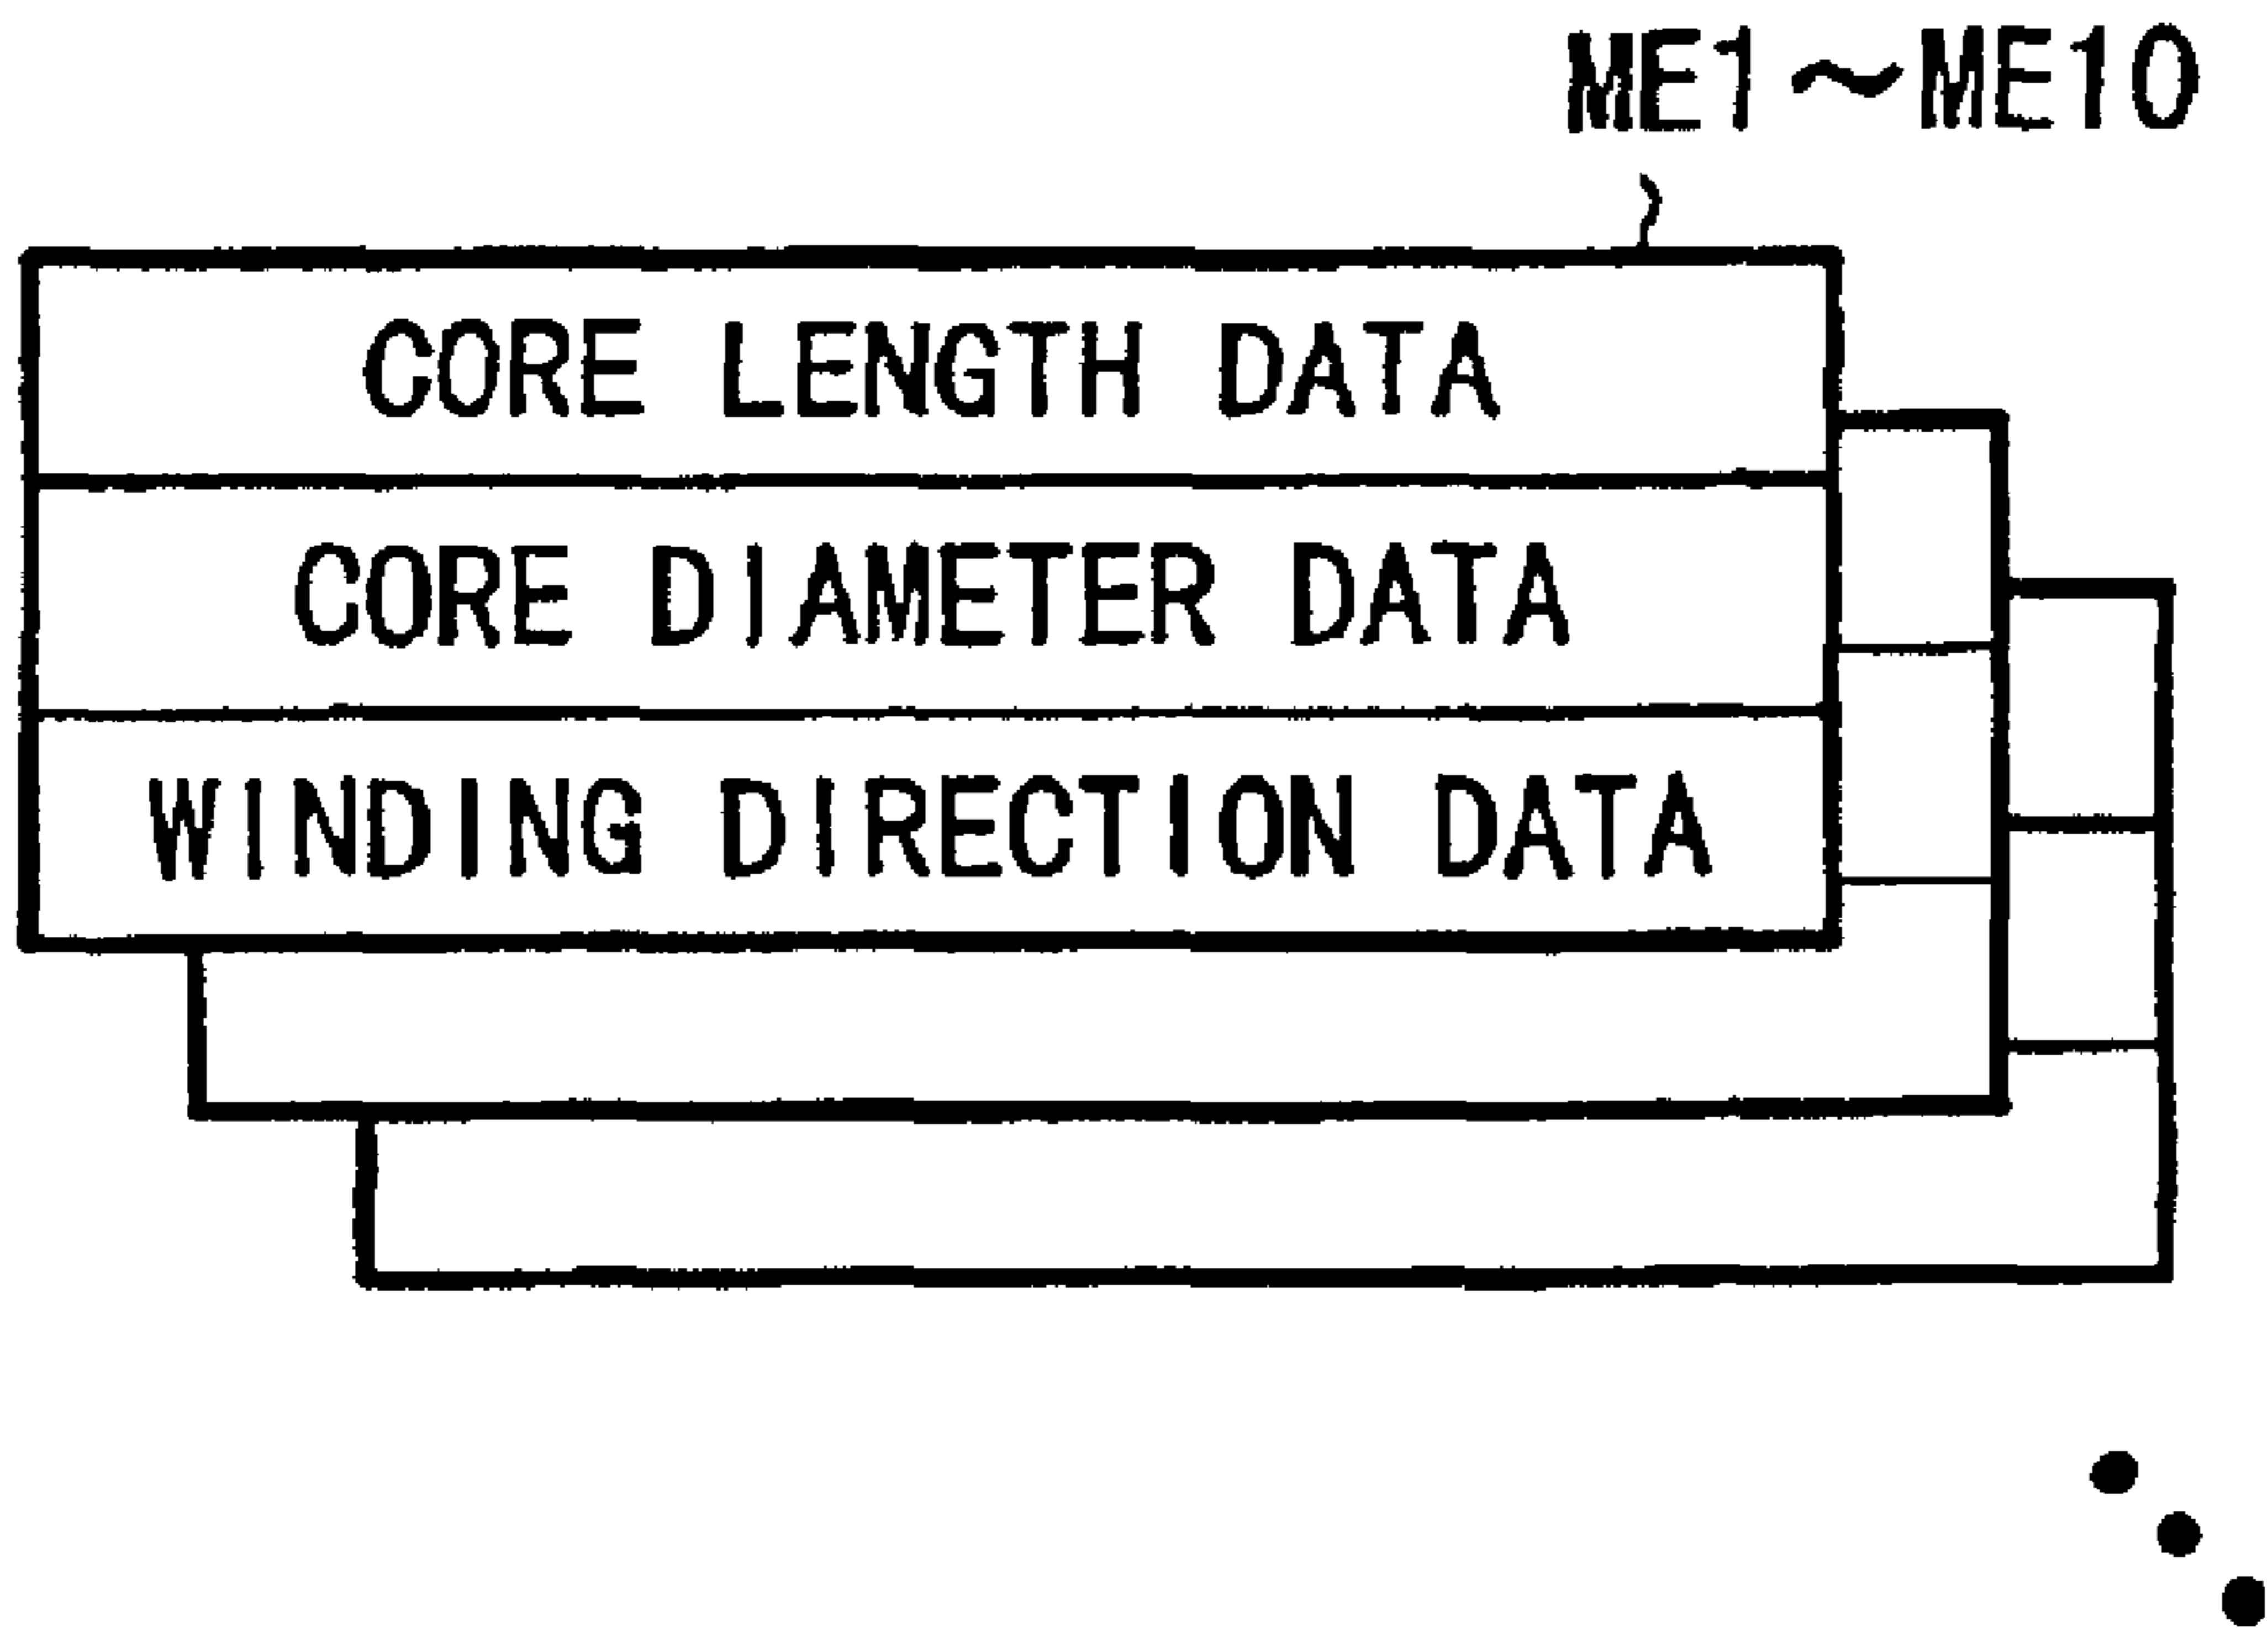 ME1~ME10
CORE LENGTH DATA
CORE DIAMETER DATA
WINDING DIRECTION DATA